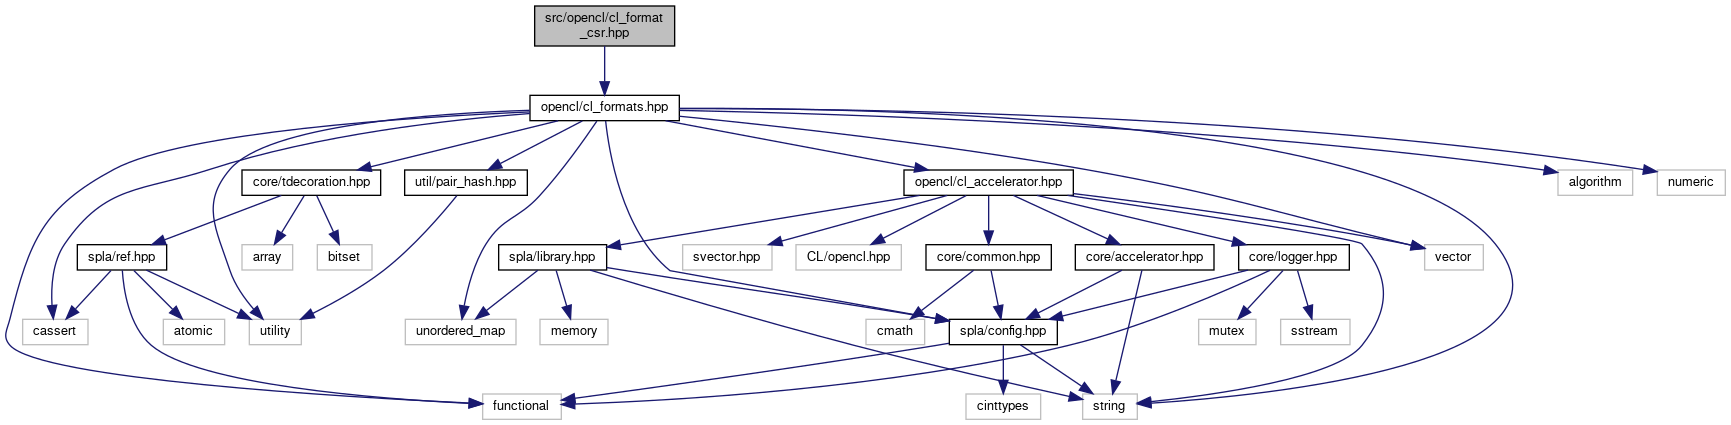 src/opencl/cl_format
_csr.hpp
opencl/cl_formats.hpp
core/tdecoration.hpp
util/pair_hash.hpp
opencl/cl_accelerator.hpp
algorithm
numeric
spla/ref.hpp
array
bitset
spla/library.hpp
svector.hpp
CL/opencl.hpp
core/common.hpp
core/accelerator.hpp
core/logger.hpp
vector
cassert
atomic
utility
unordered_map
memory
cmath
spla/config.hpp
mutex
sstream
functional
cinttypes
string